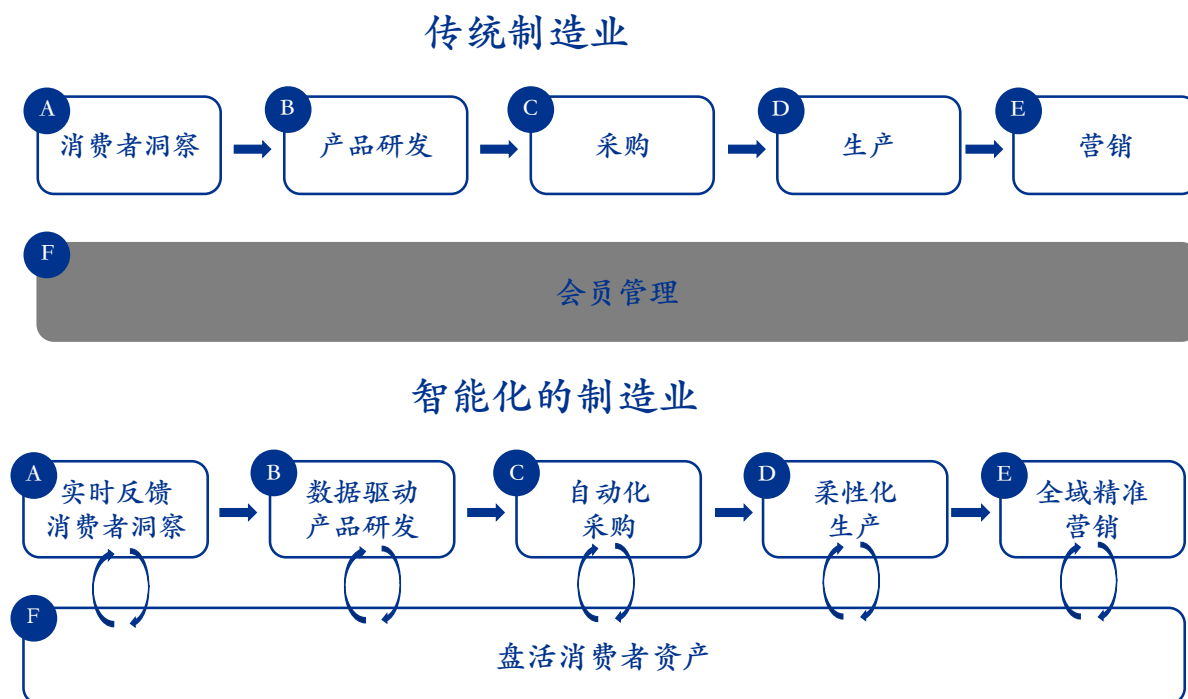 传统制造业
A
消费者洞察
B
产品研发
C
采购
D
生产
E
营销
F
会员管理
智能化的制造业
A
实时反馈
消费者洞察
B
数据驱动
产品研发
C
自动化
采购
D
柔性化
生产
E
全域精准
营销
F
盘活消费者资产